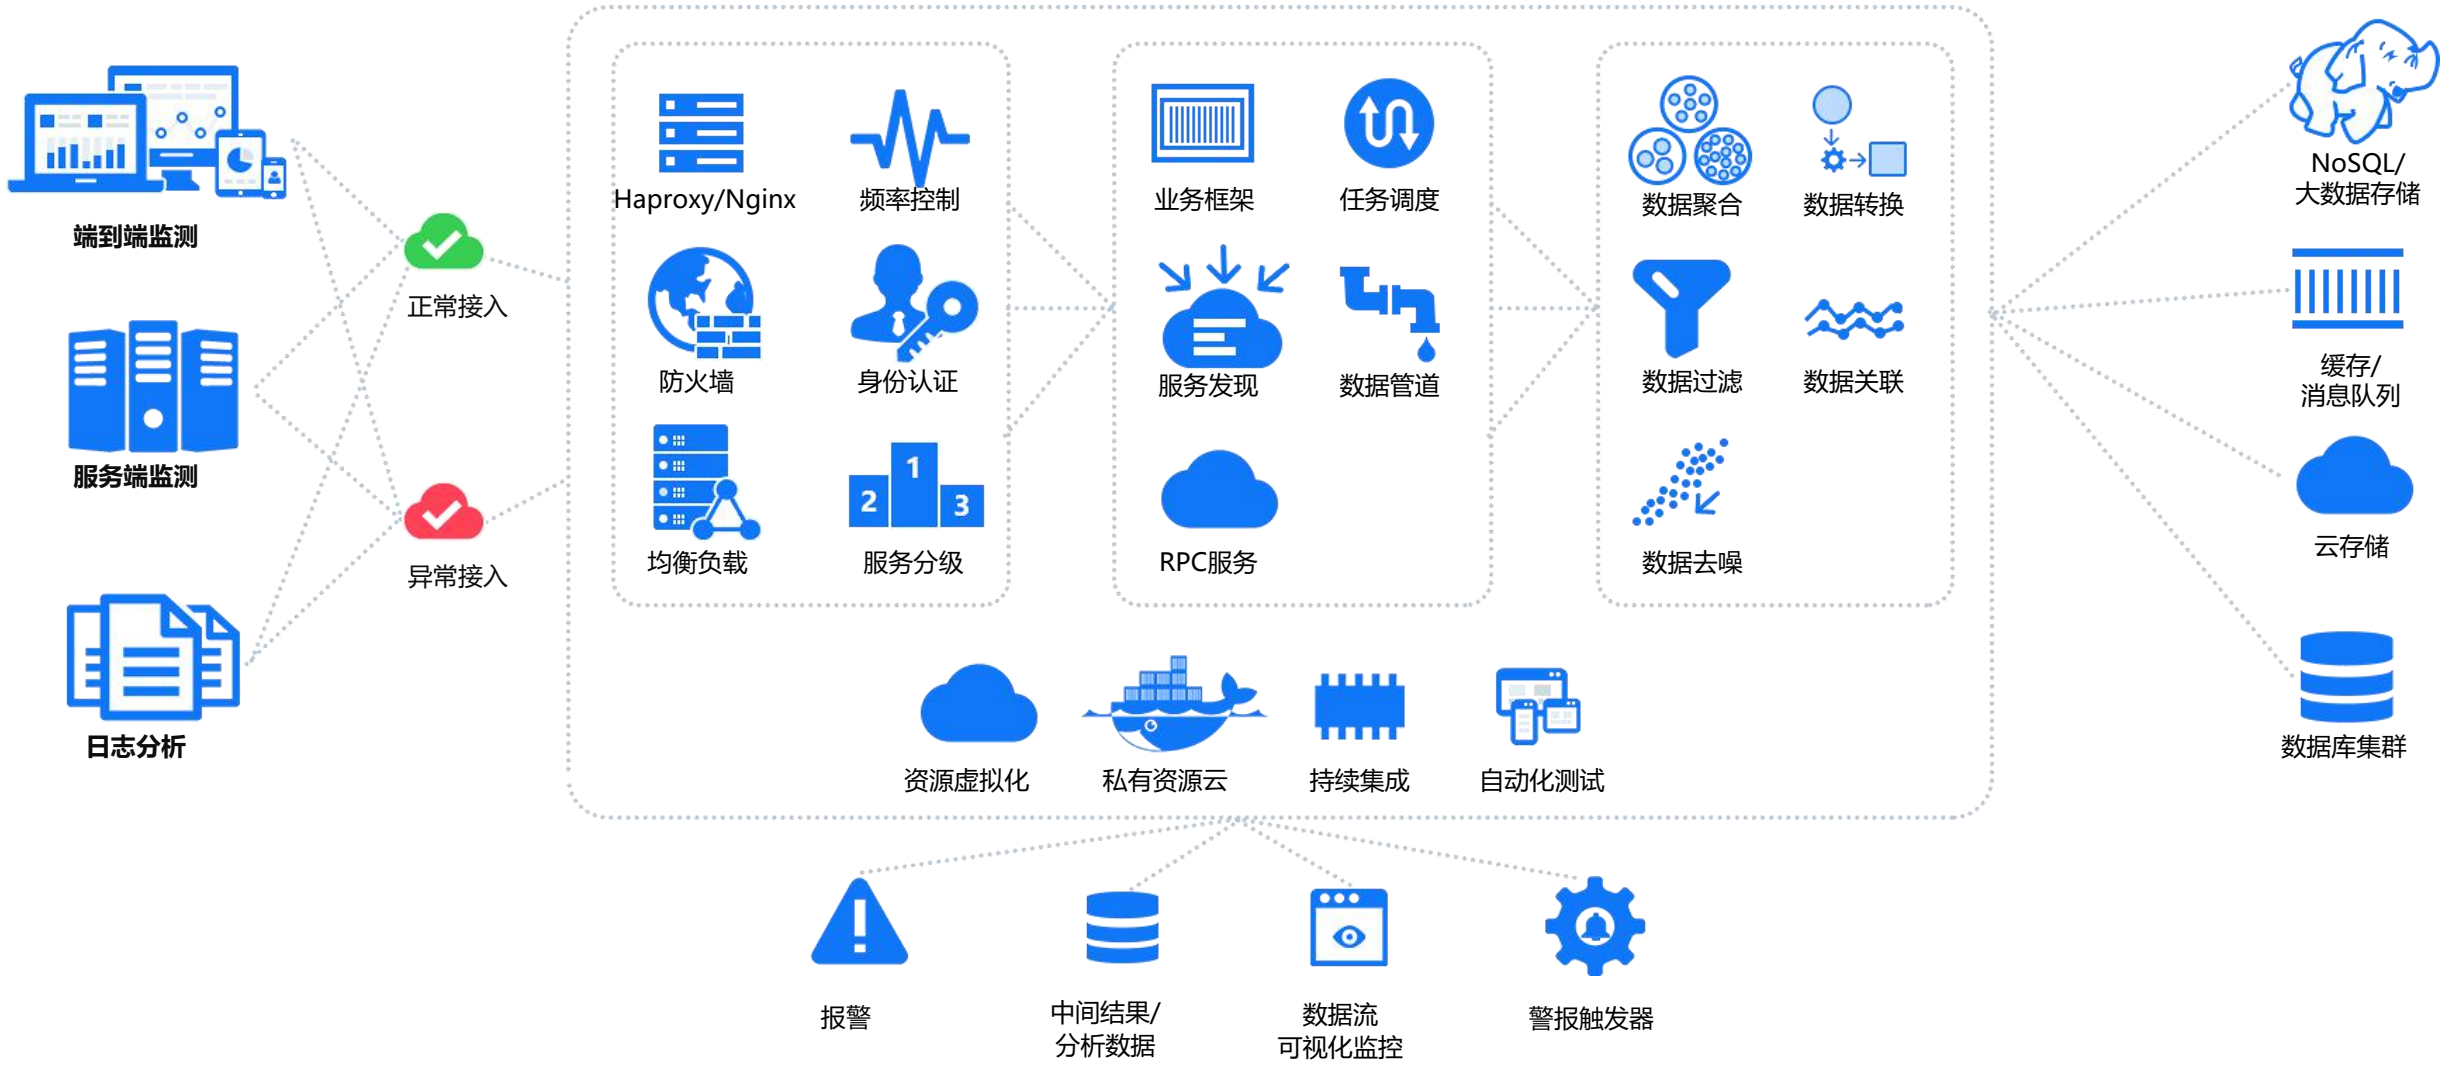 端到端监测
服务端监测
日志分析
正常接入
异常接入
Haproxy/Nginx
频率控制
防火墙
身份认证
均衡负载
服务分级
1
2
3
业务框架
任务调度
服务发现
数据管道
RPC服务
数据聚合
数据转换
数据过滤
数据关联
数据去噪
资源虚拟化
私有资源云
持续集成
自动化测试
NoSQL/
大数据存储
缓存/
消息队列
云存储
数据库集群
报警
中间结果/
分析数据
数据流
可视化监控
警报触发器